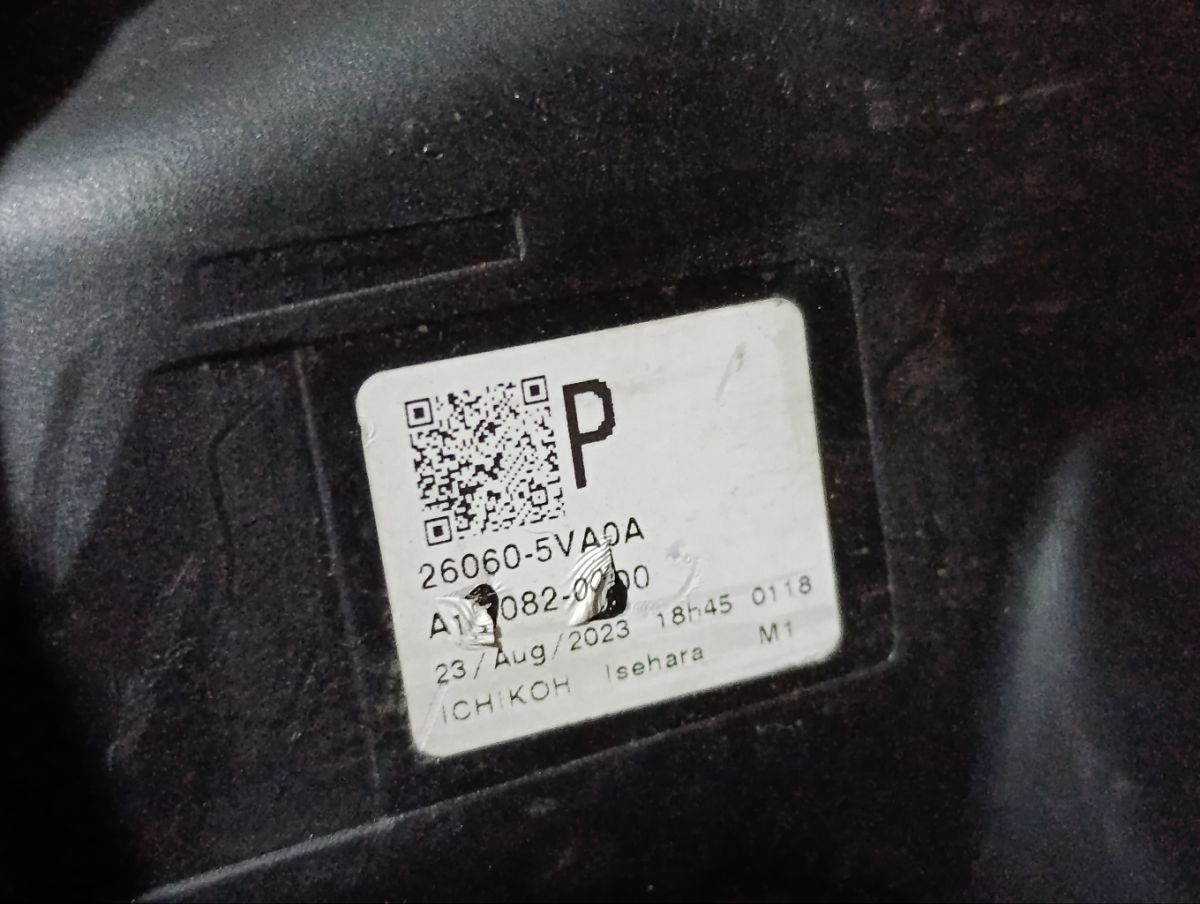 P
26060-5VA0A
23/Aug/2023 18h45 0118
ICHIKOH Isehara M1